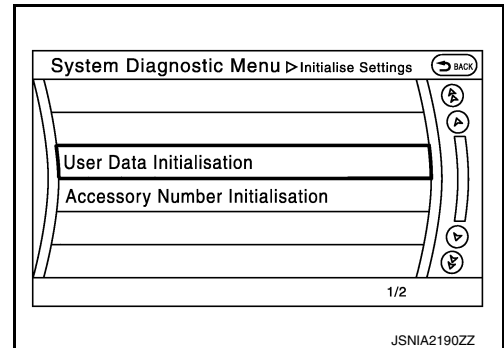 System Diagnostic Menu ▷ Initialise Settings BACK
User Data Initialisation
Accessory Number Initialisation
1/2
JSNIA2190ZZ